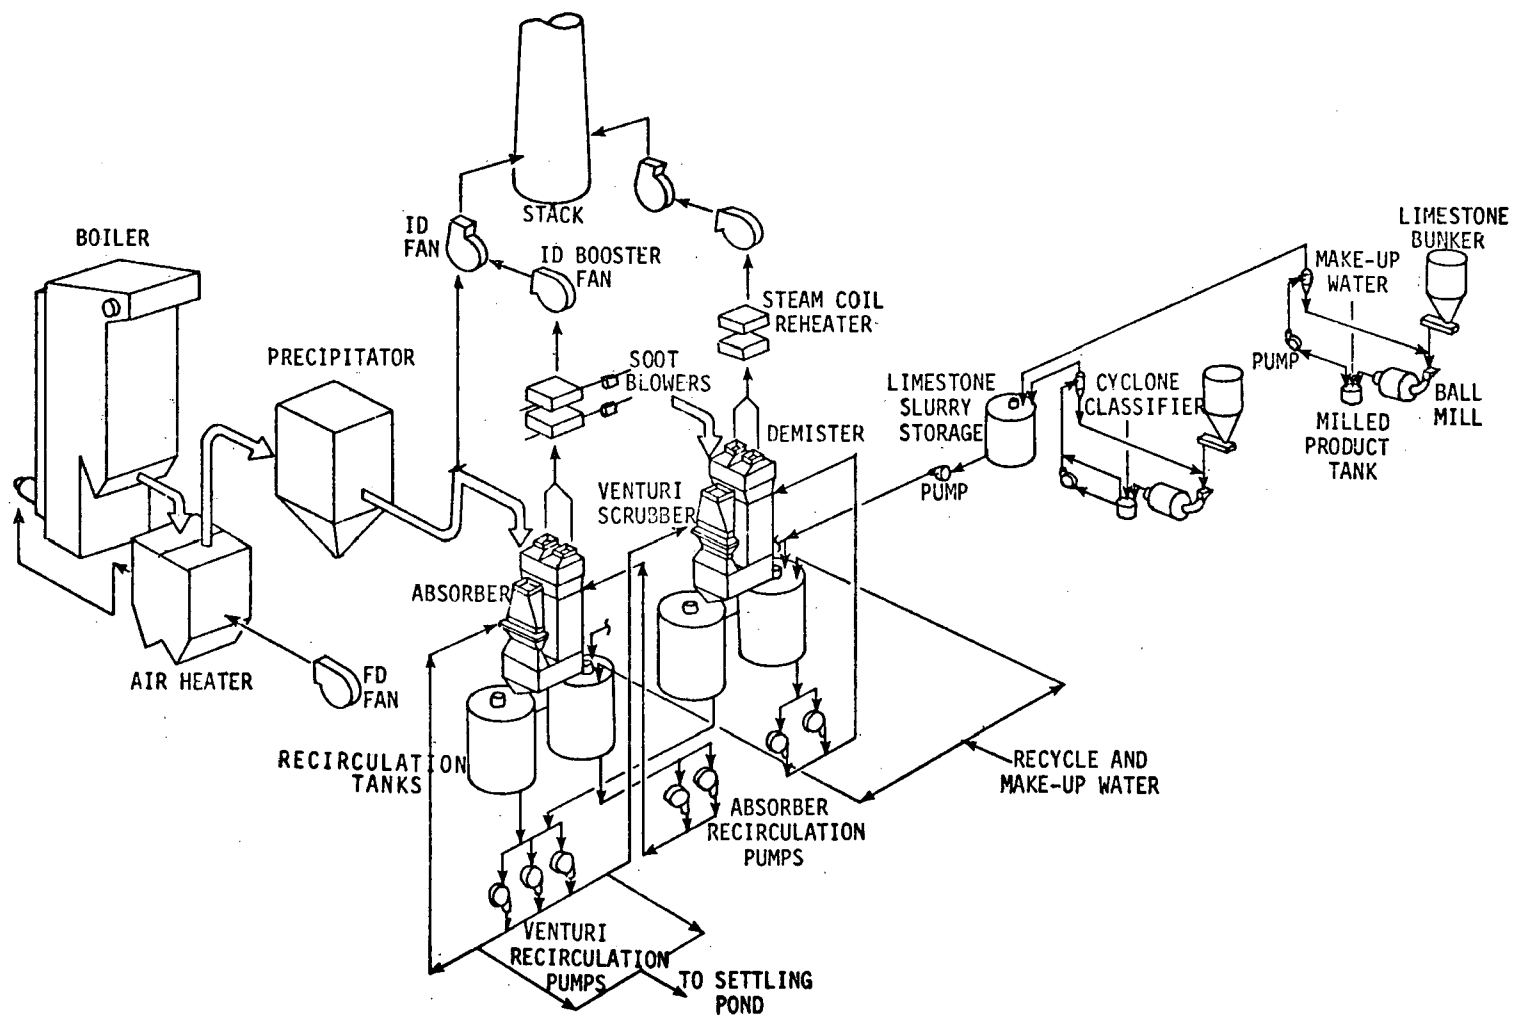 STACK
ID
FAN
ID BOOSTER
FAN
BOILER
LIMESTONE
BUNKER
MAKE-UP
WATER
STEAM COIL
REHEATER
PRECIPITATOR
SOOT
BLOWERS
PUMP
LIMESTONE
SLURRY
STORAGE
CYCLONE
CLASSIFIER
BALL
MILL
MILLED
PRODUCT
TANK
DEMISTER
PUMP
VENTURI
SCRUBBER
ABSORBER
AIR HEATER
FD
FAN
RECIRCULATION
TANKS
RECYCLE AND
MAKE-UP WATER
ABSORBER
RECIRCULATION
PUMPS
VENTURI
RECIRCULATION
PUMPS
TO SETTLING
POND